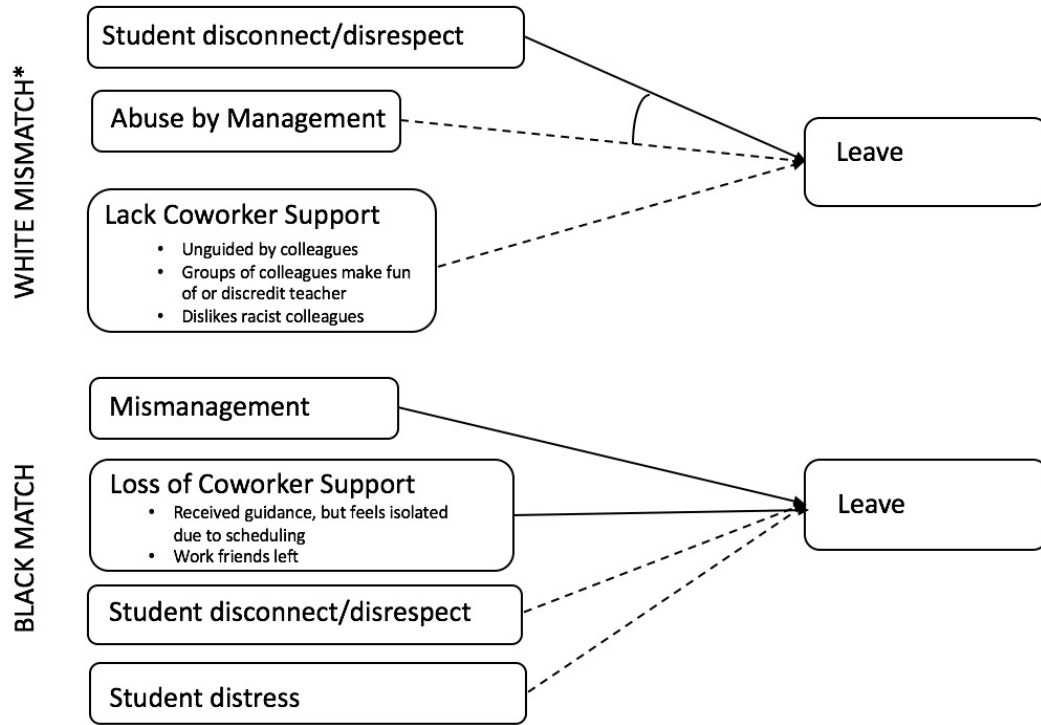 WHITE MISMATCH*
Student disconnect/disrespect
Abuse by Management
Lack Coworker Support
• Unguided by colleagues
• Groups of colleagues make fun
of or discredit teacher
• Dislikes racist colleagues
Leave
BLACK MATCH
Mismanagement
Loss of Coworker Support
• Received guidance, but feels isolated
due to scheduling
• Work friends left
Student disconnect/disrespect
Student distress
Leave